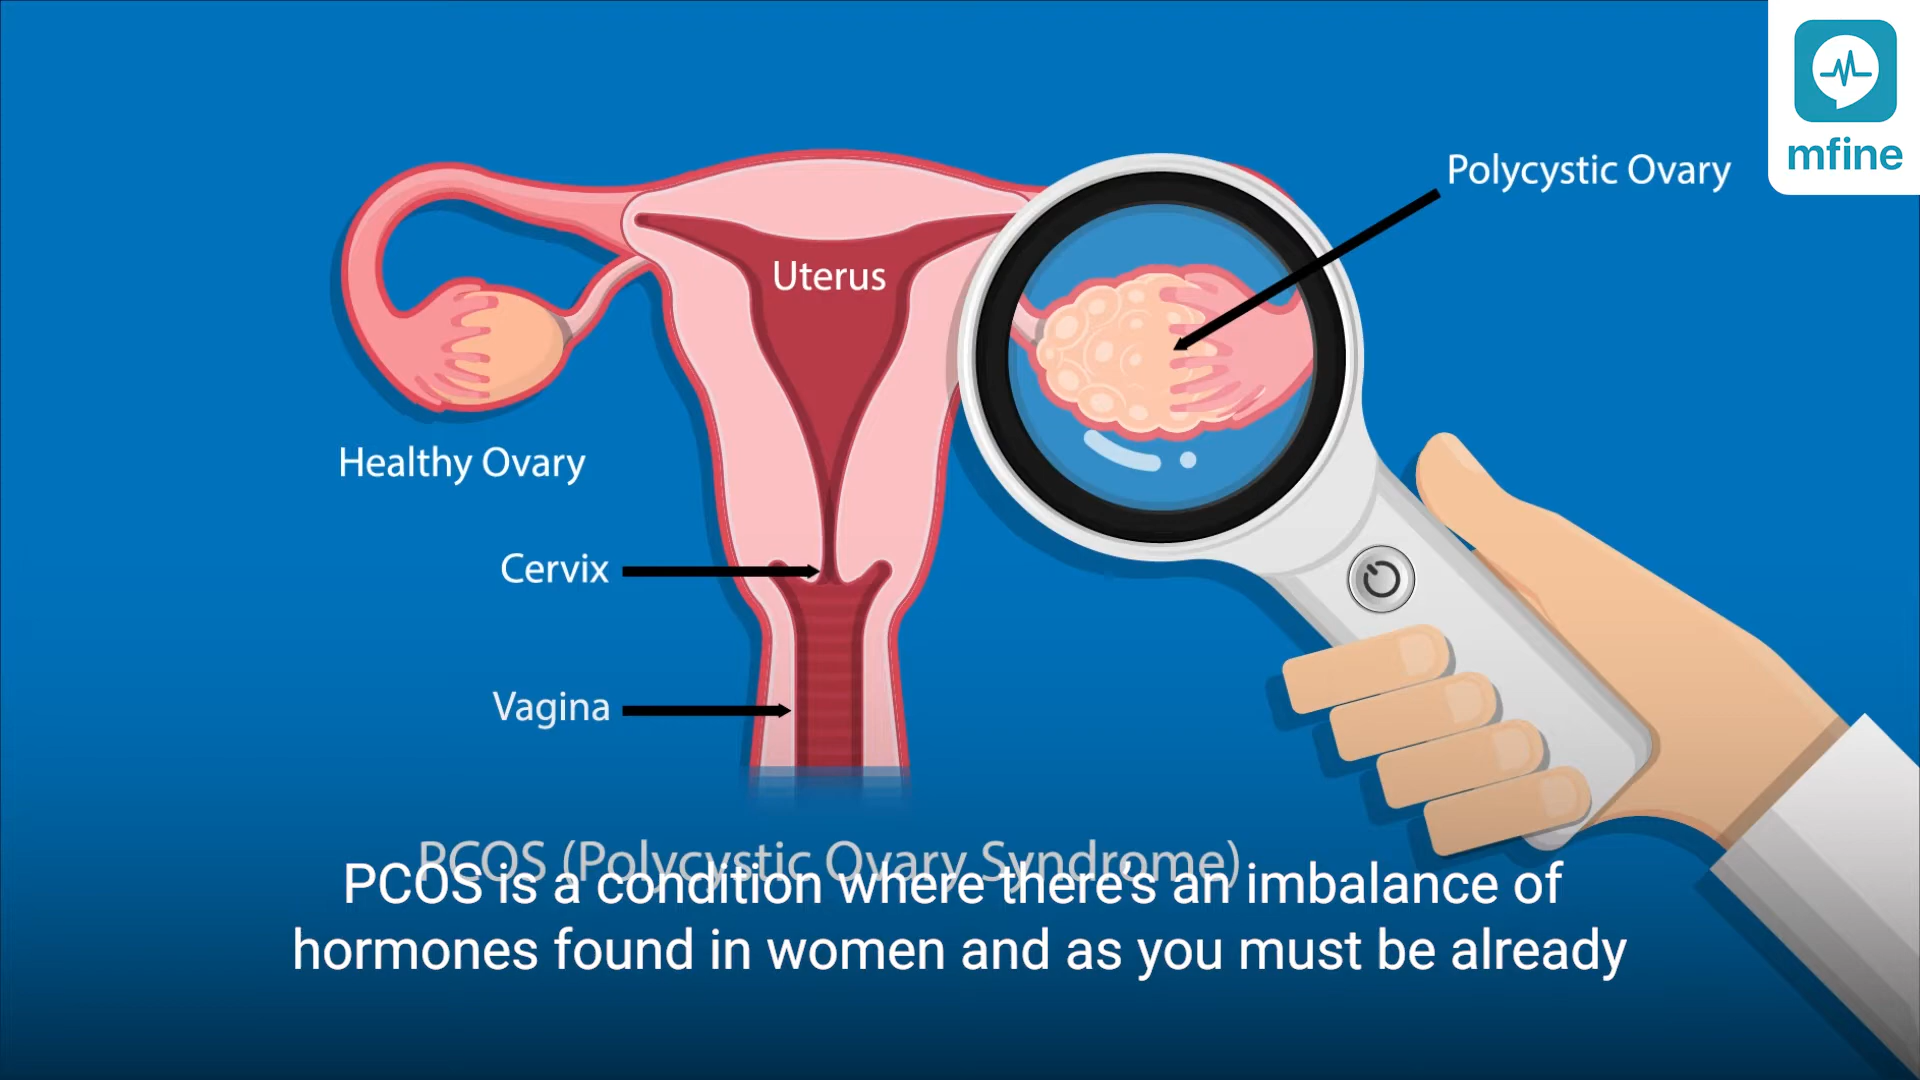 mfine
Polycystic Ovary
Uterus
Healthy Ovary
Cervix
Vagina
PCOS (Polycystic Ovary Syndrome)
PCOS is a condition where there's an imbalance of
hormones found in women and as you must be already